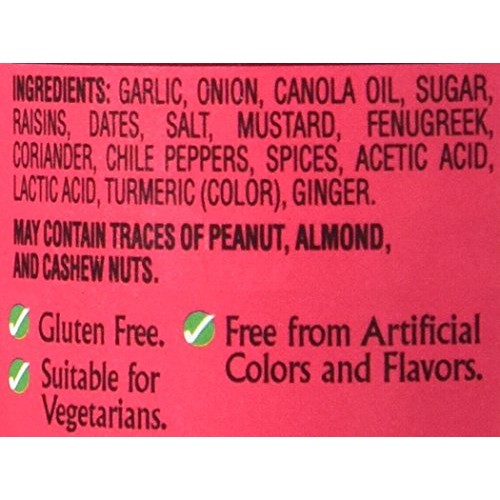 INGREDIENTS: GARLIC, ONION, CANOLA OIL, SUGAR,
RAISINS, DATES, SALT, MUSTARD, FENUGREEK,
CORIANDER, CHILE PEPPERS, SPICES, ACETIC ACID,
LACTIC ACID, TURMERIC (COLOR), GINGER.
MAY CONTAIN TRACES OF PEANUT, ALMOND,
AND CASHEW NUTS.
Gluten Free.
Suitable for
Vegetarians.
Free from Artificial
Colors and Flavors.